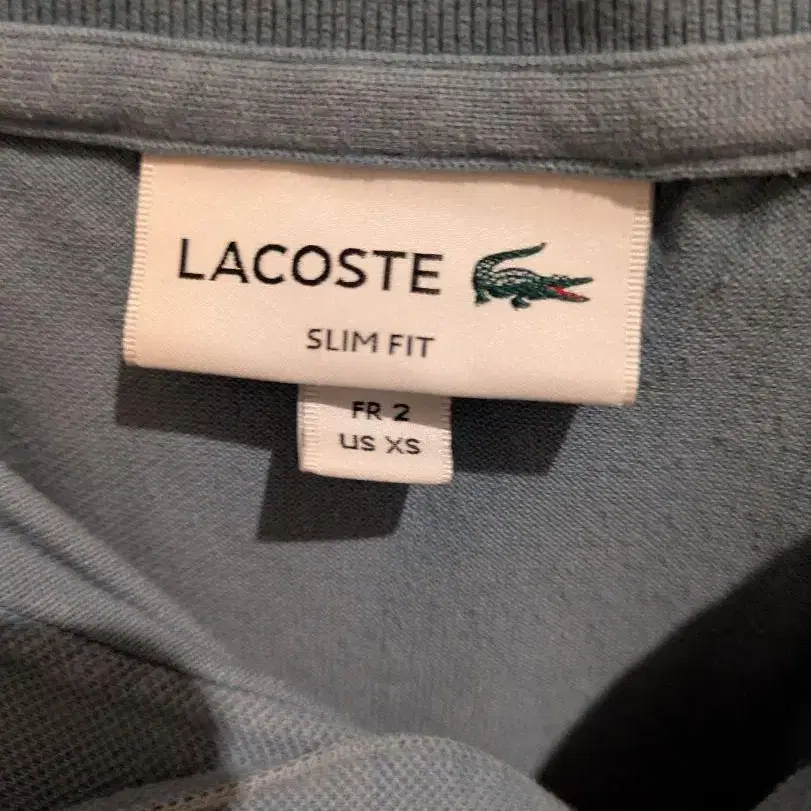 LACOSTE
SLIM FIT
FR 2
US XS